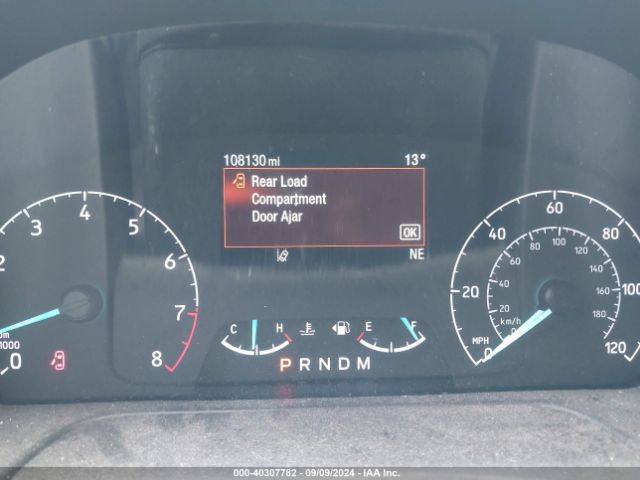 108130 mi 13°
Rear Load
Compartment
Door Ajar
OK
NE
0 2 3 4 5 6 7 8
x1000
C H E F
P R N D M
0 20 40 60 80 100 120
MPH
0 20 40 60 80 100 120 140 160 180
km/h
000-40307782 - 09/09/2024 - IAA Inc.